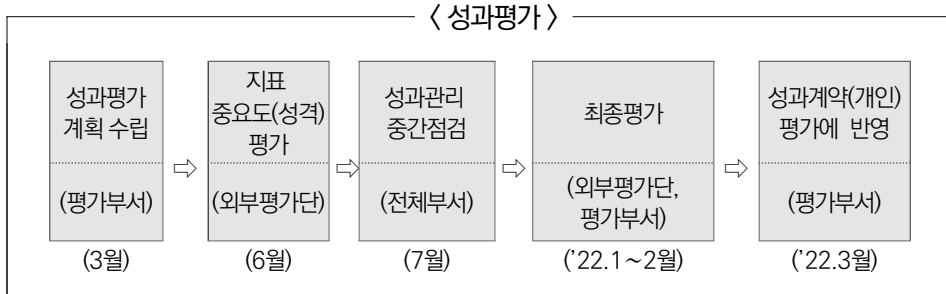 〈 성과평가 〉
성과평가
계획 수립
(평가부서)
(3월)
⇨
지표
중요도(성격)
평가
(외부평가단)
(6월)
⇨
성과관리
중간점검
(전체부서)
(7월)
⇨
최종평가
(외부평가단,
평가부서)
(’22.1～2월)
⇨
성과계약(개인)
평가에 반영
(평가부서)
(’22.3월)